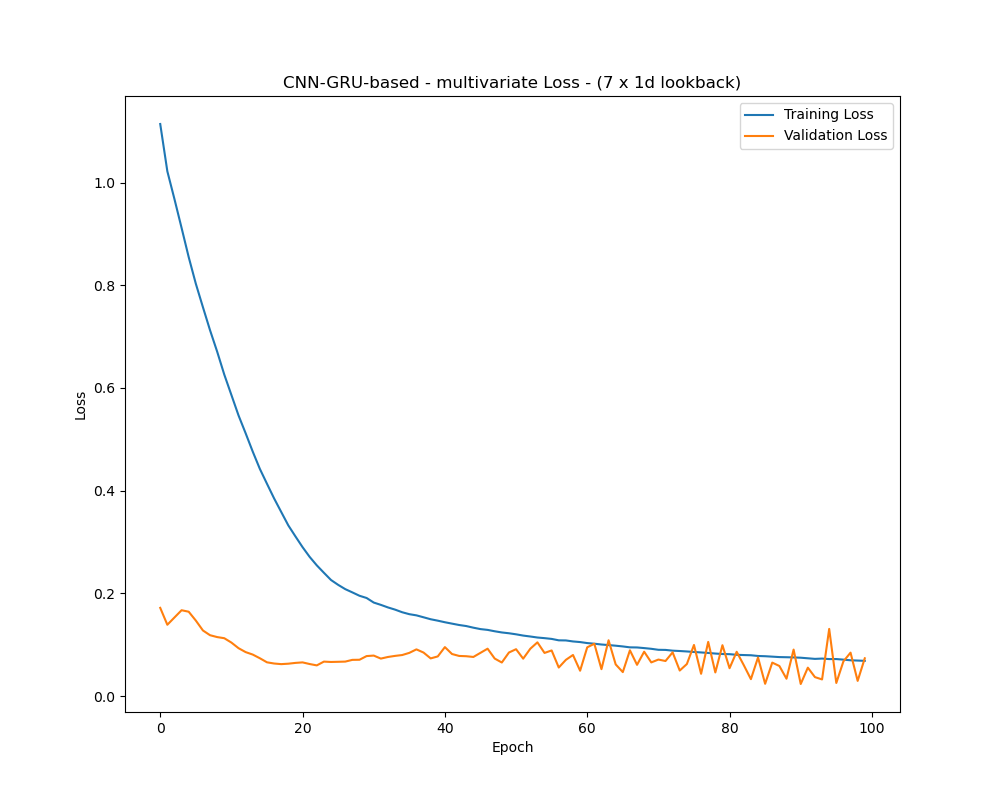 CNN-GRU-based - multivariate Loss - (7 x 1d lookback)
Training Loss
Validation Loss
1.0
0.8
0.6
0.4
0.2
0.0
Loss
0 20 40 60 80 100
Epoch